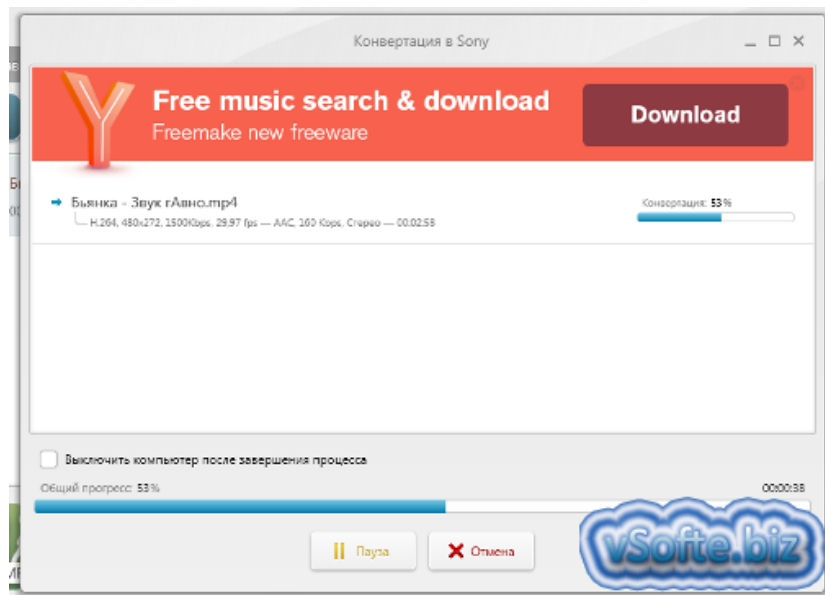 Конвертация в Sony
Free music search & download
Freemake new freeware
Download
Бьянка - Звук гАвно.mp4
Конвертация: 53%
H.264, 480x272, 1500Kbps, 29,97 fps — AAC, 160 Kbps, Стерео — 00:02:58
Выключить компьютер после завершения процесса
Общий прогресс: 53%
00:00:38
Пауза
Отмена
vSofte.biz